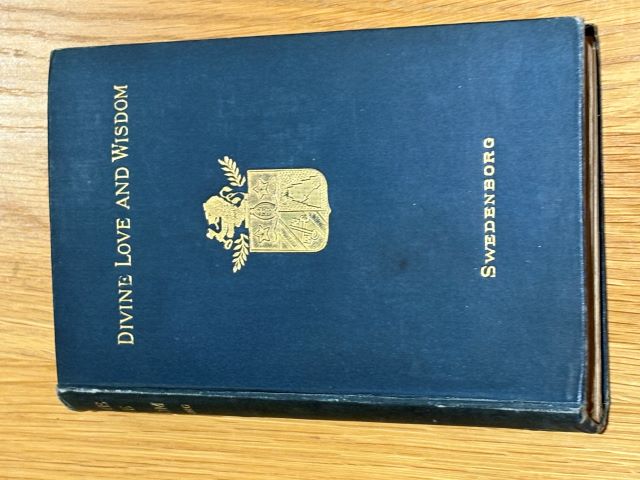 DIVINE LOVE AND WISDOM
SWEDENBORG